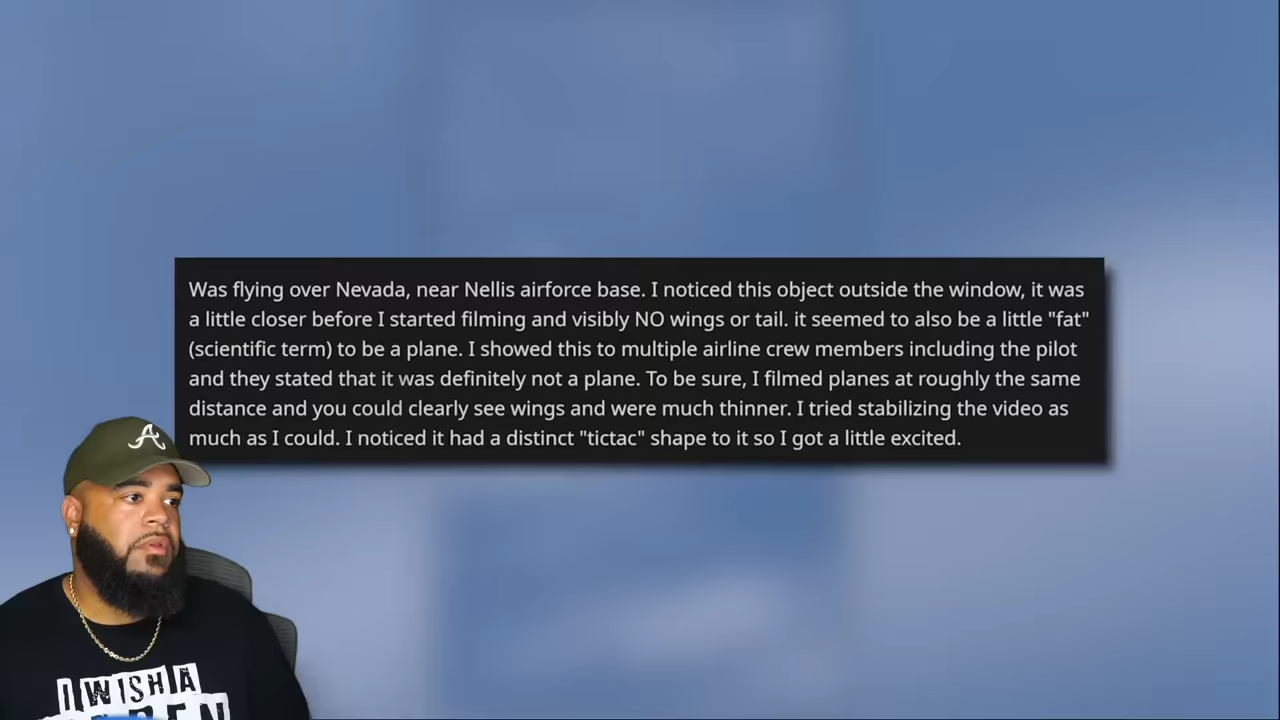 Was flying over Nevada, near Nellis airforce base. I noticed this object outside the window, it was
a little closer before I started filming and visibly NO wings or tail. it seemed to also be a little "fat"
(scientific term) to be a plane. I showed this to multiple airline crew members including the pilot
and they stated that it was definitely not a plane. To be sure, I filmed planes at roughly the same
distance and you could clearly see wings and were much thinner. I tried stabilizing the video as
much as I could. I noticed it had a distinct "tictac" shape to it so I got a little excited.
A
I WISH A